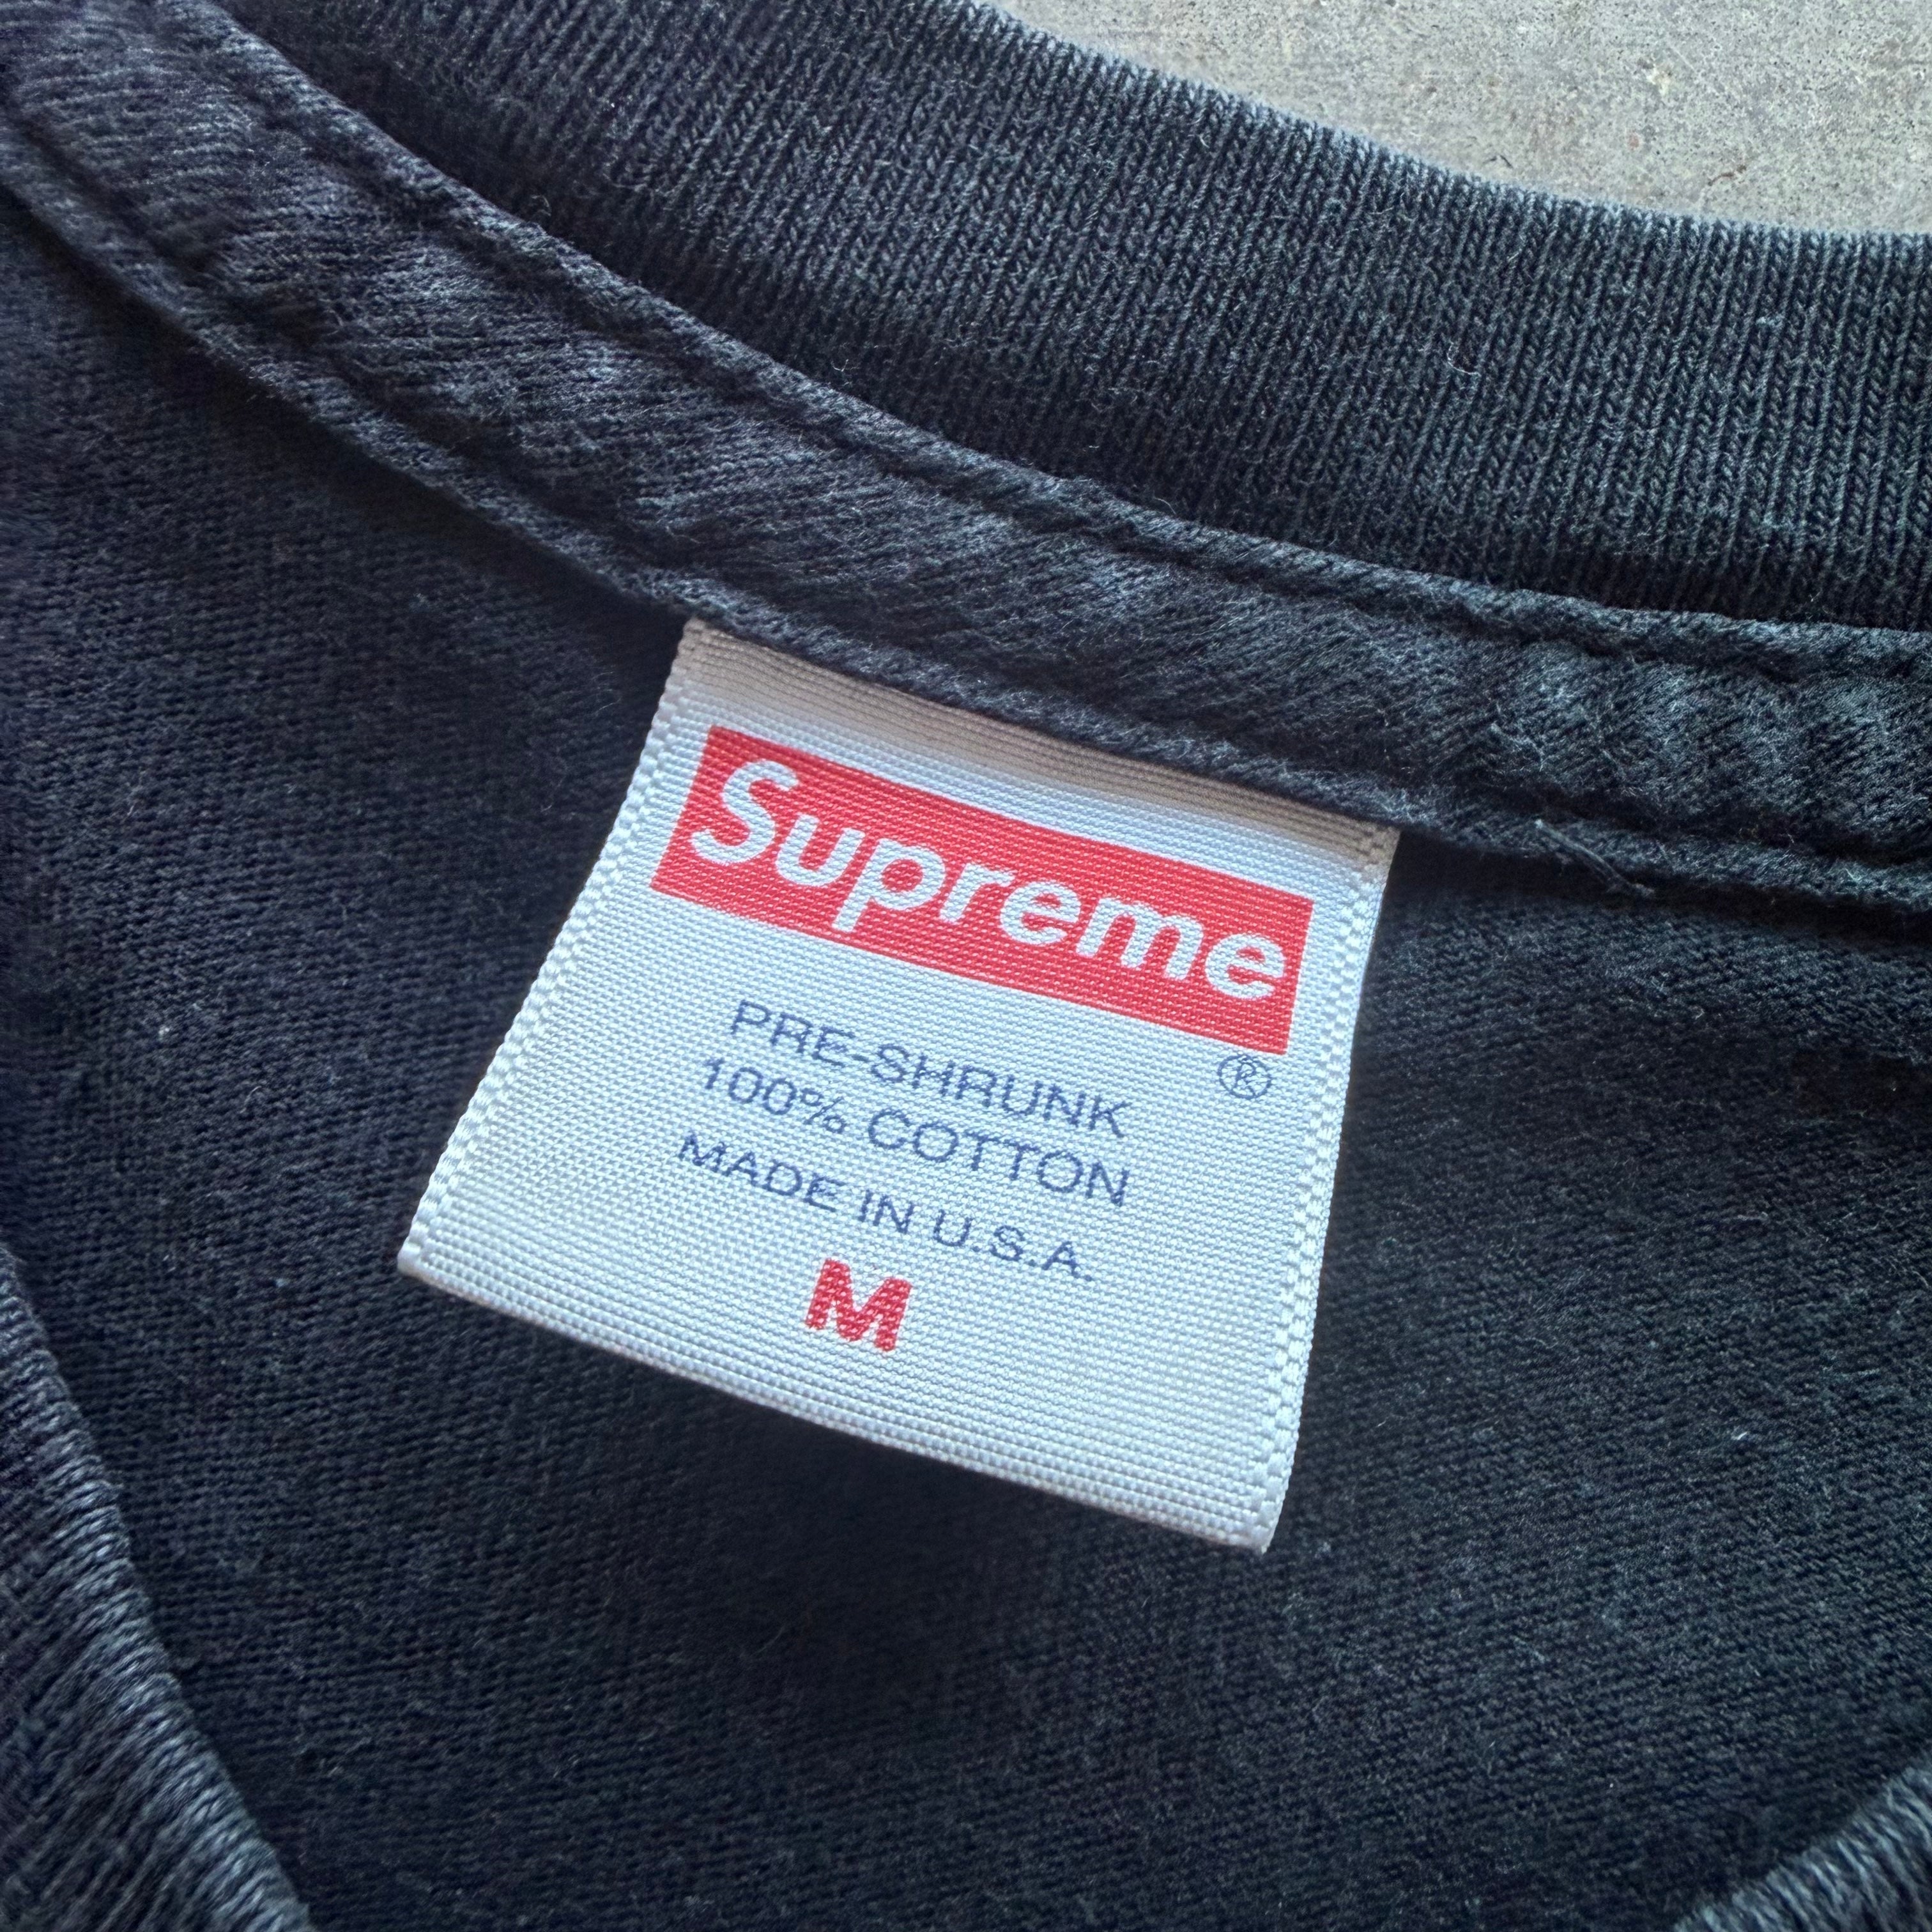 Supreme
®
PRE-SHRUNK
100% COTTON
MADE IN U.S.A.
M